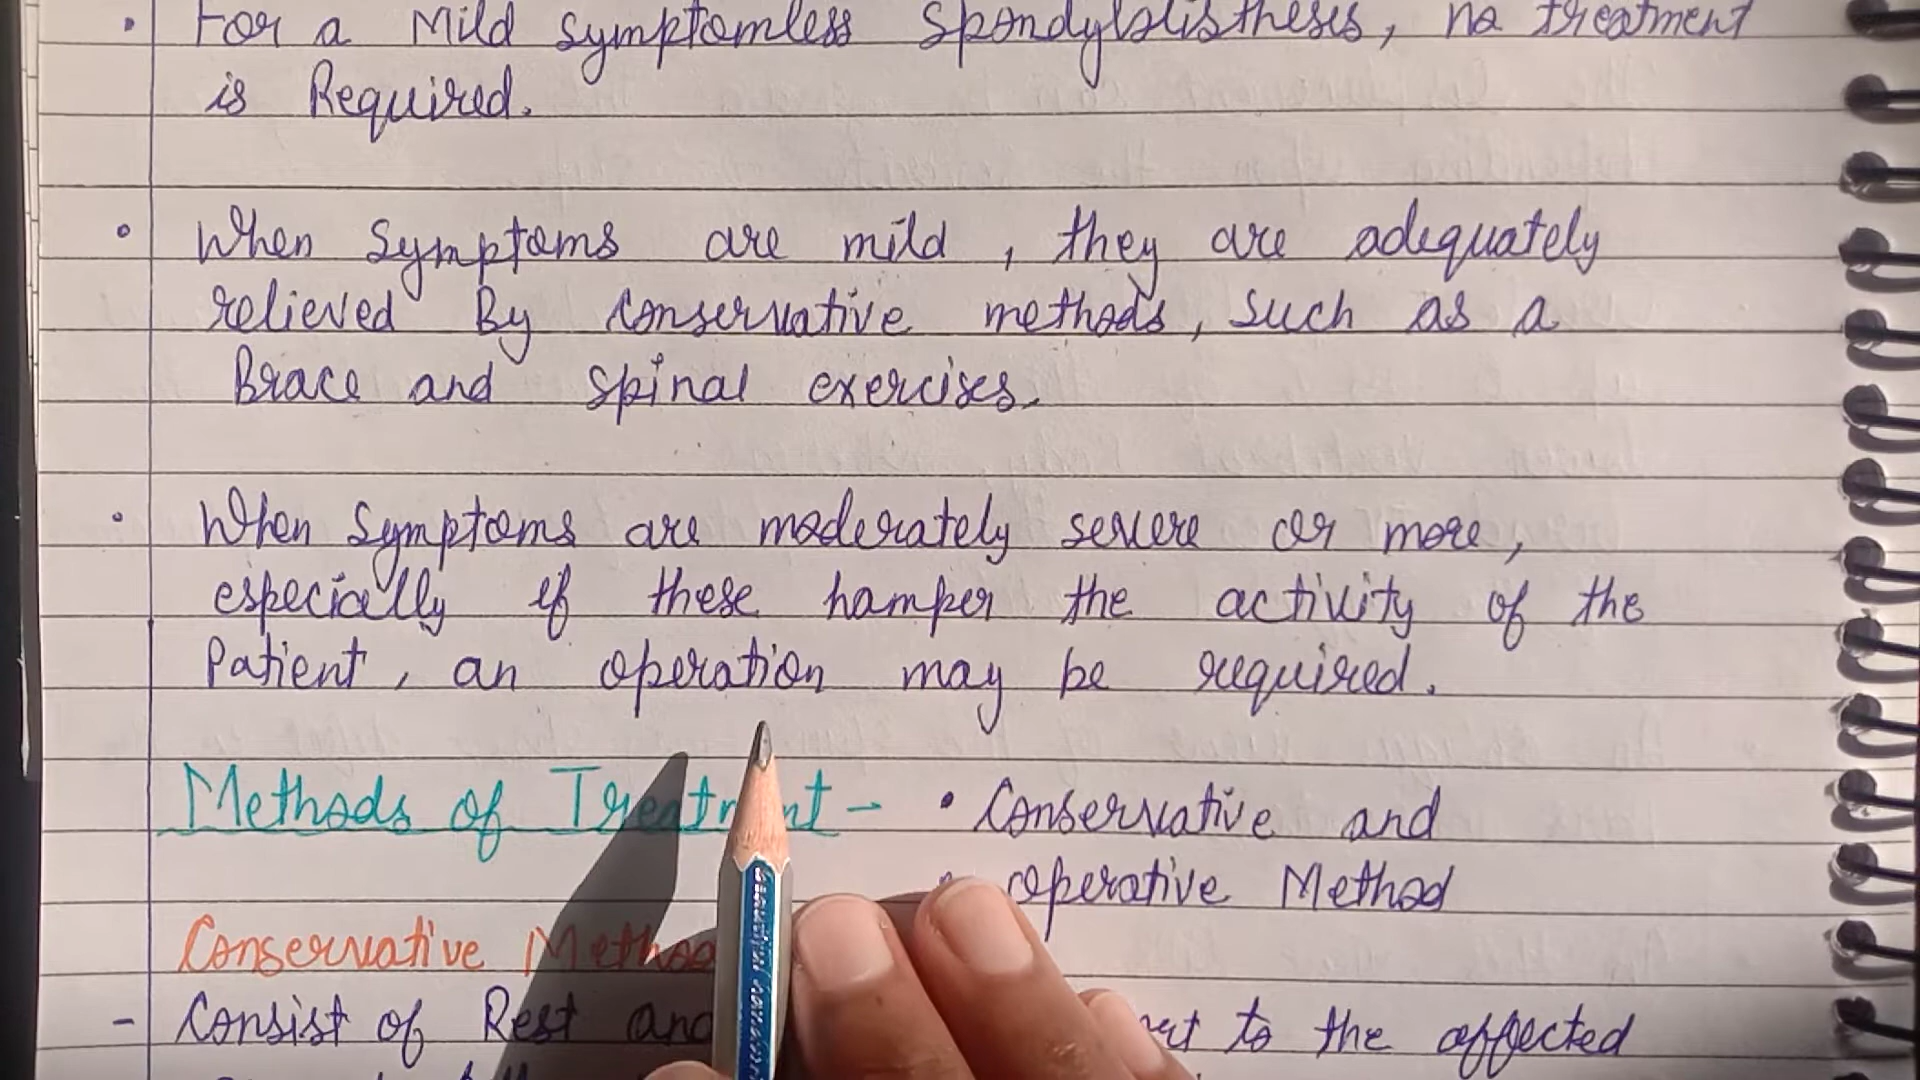 • For a Mild symptomless Spondylolisthesis, no treatment
is Required.
• When Symptoms are mild, they are adequately
relieved By conservative methods, such as a
Brace and spinal exercises.
• When Symptoms are moderately severe or more,
especially if these hamper the activity of the
Patient, an operation may be required.
Methods of Treatment - • Conservative and
• operative Method
Conservative
- Consist of Rest and to the affected